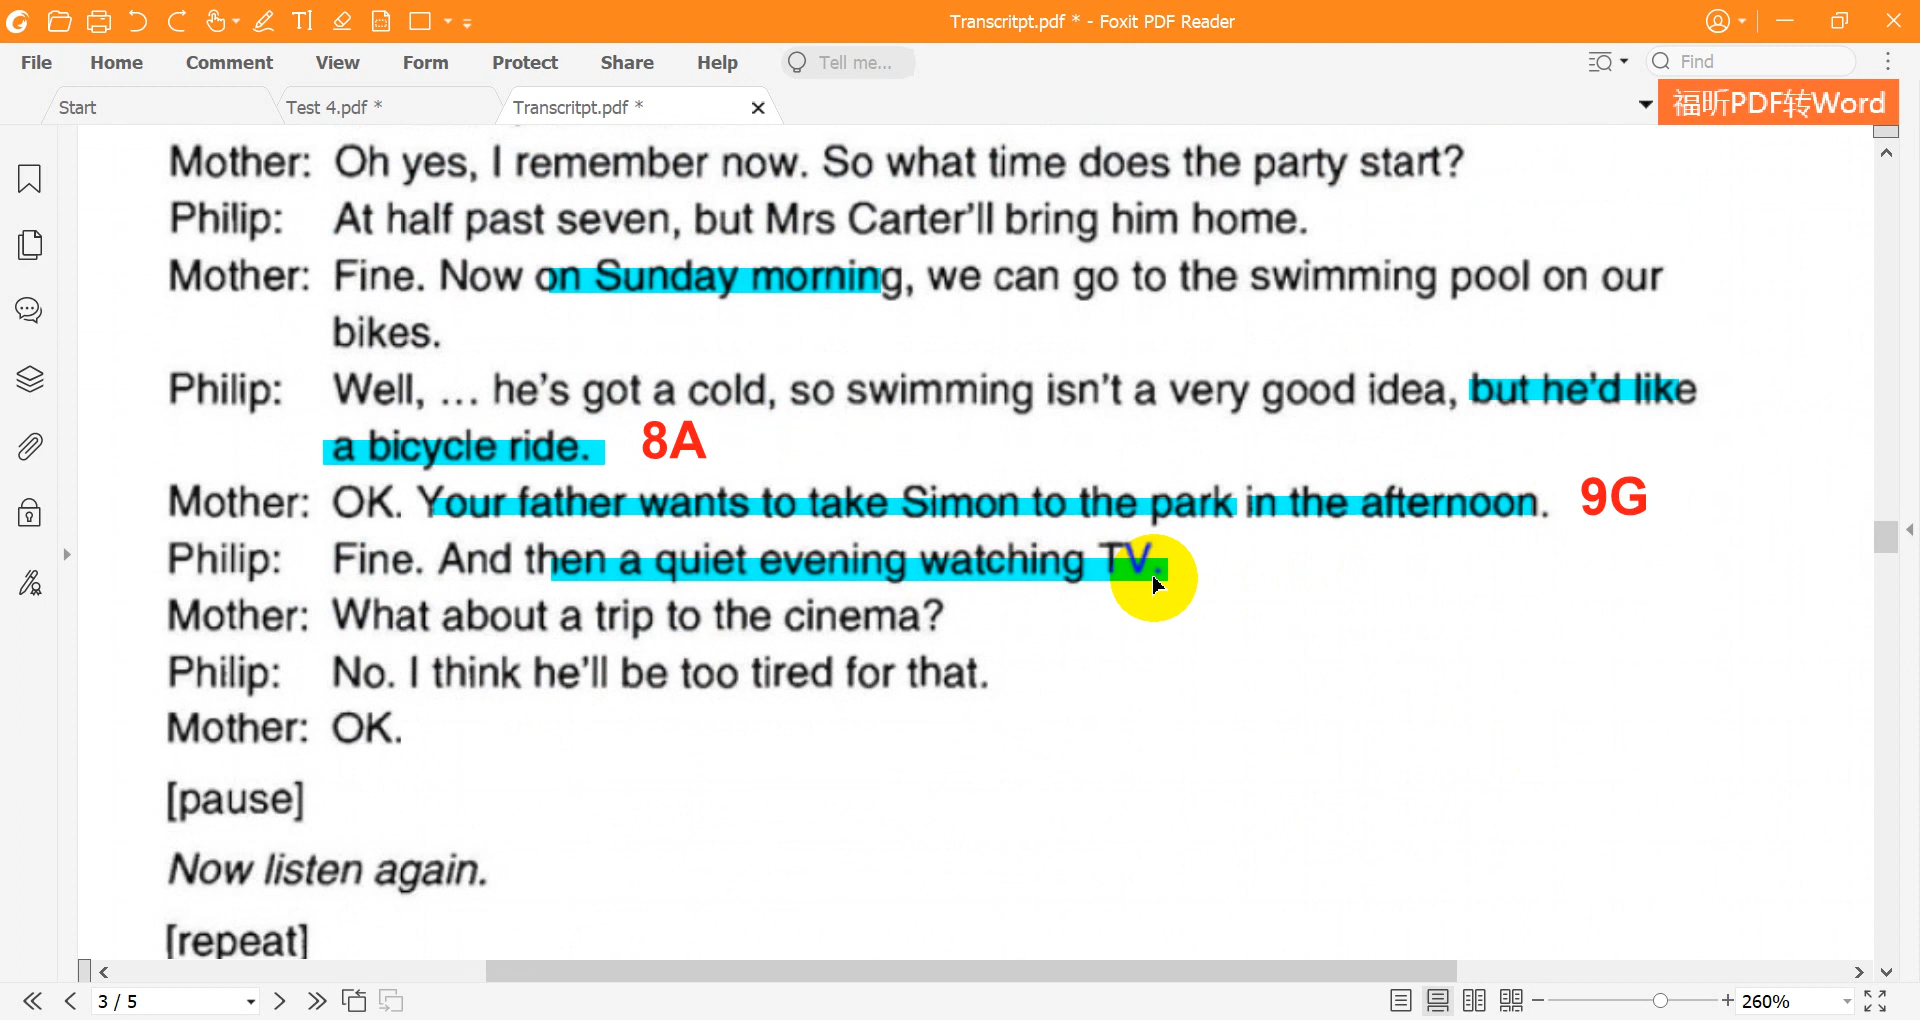 Transcritpt.pdf * - Foxit PDF Reader
File Home Comment View Form Protect Share Help Tell me... Find
Start Test 4.pdf * Transcritpt.pdf * 福昕PDF转Word
Mother: Oh yes, I remember now. So what time does the party start?
Philip: At half past seven, but Mrs Carter'll bring him home.
Mother: Fine. Now on Sunday morning, we can go to the swimming pool on our
bikes.
Philip: Well, ... he's got a cold, so swimming isn't a very good idea, but he'd like
a bicycle ride. 8A
Mother: OK. Your father wants to take Simon to the park in the afternoon. 9G
Philip: Fine. And then a quiet evening watching TV.
Mother: What about a trip to the cinema?
Philip: No. I think he'll be too tired for that.
Mother: OK.
[pause]
Now listen again.
[repeat]
3 / 5 260%